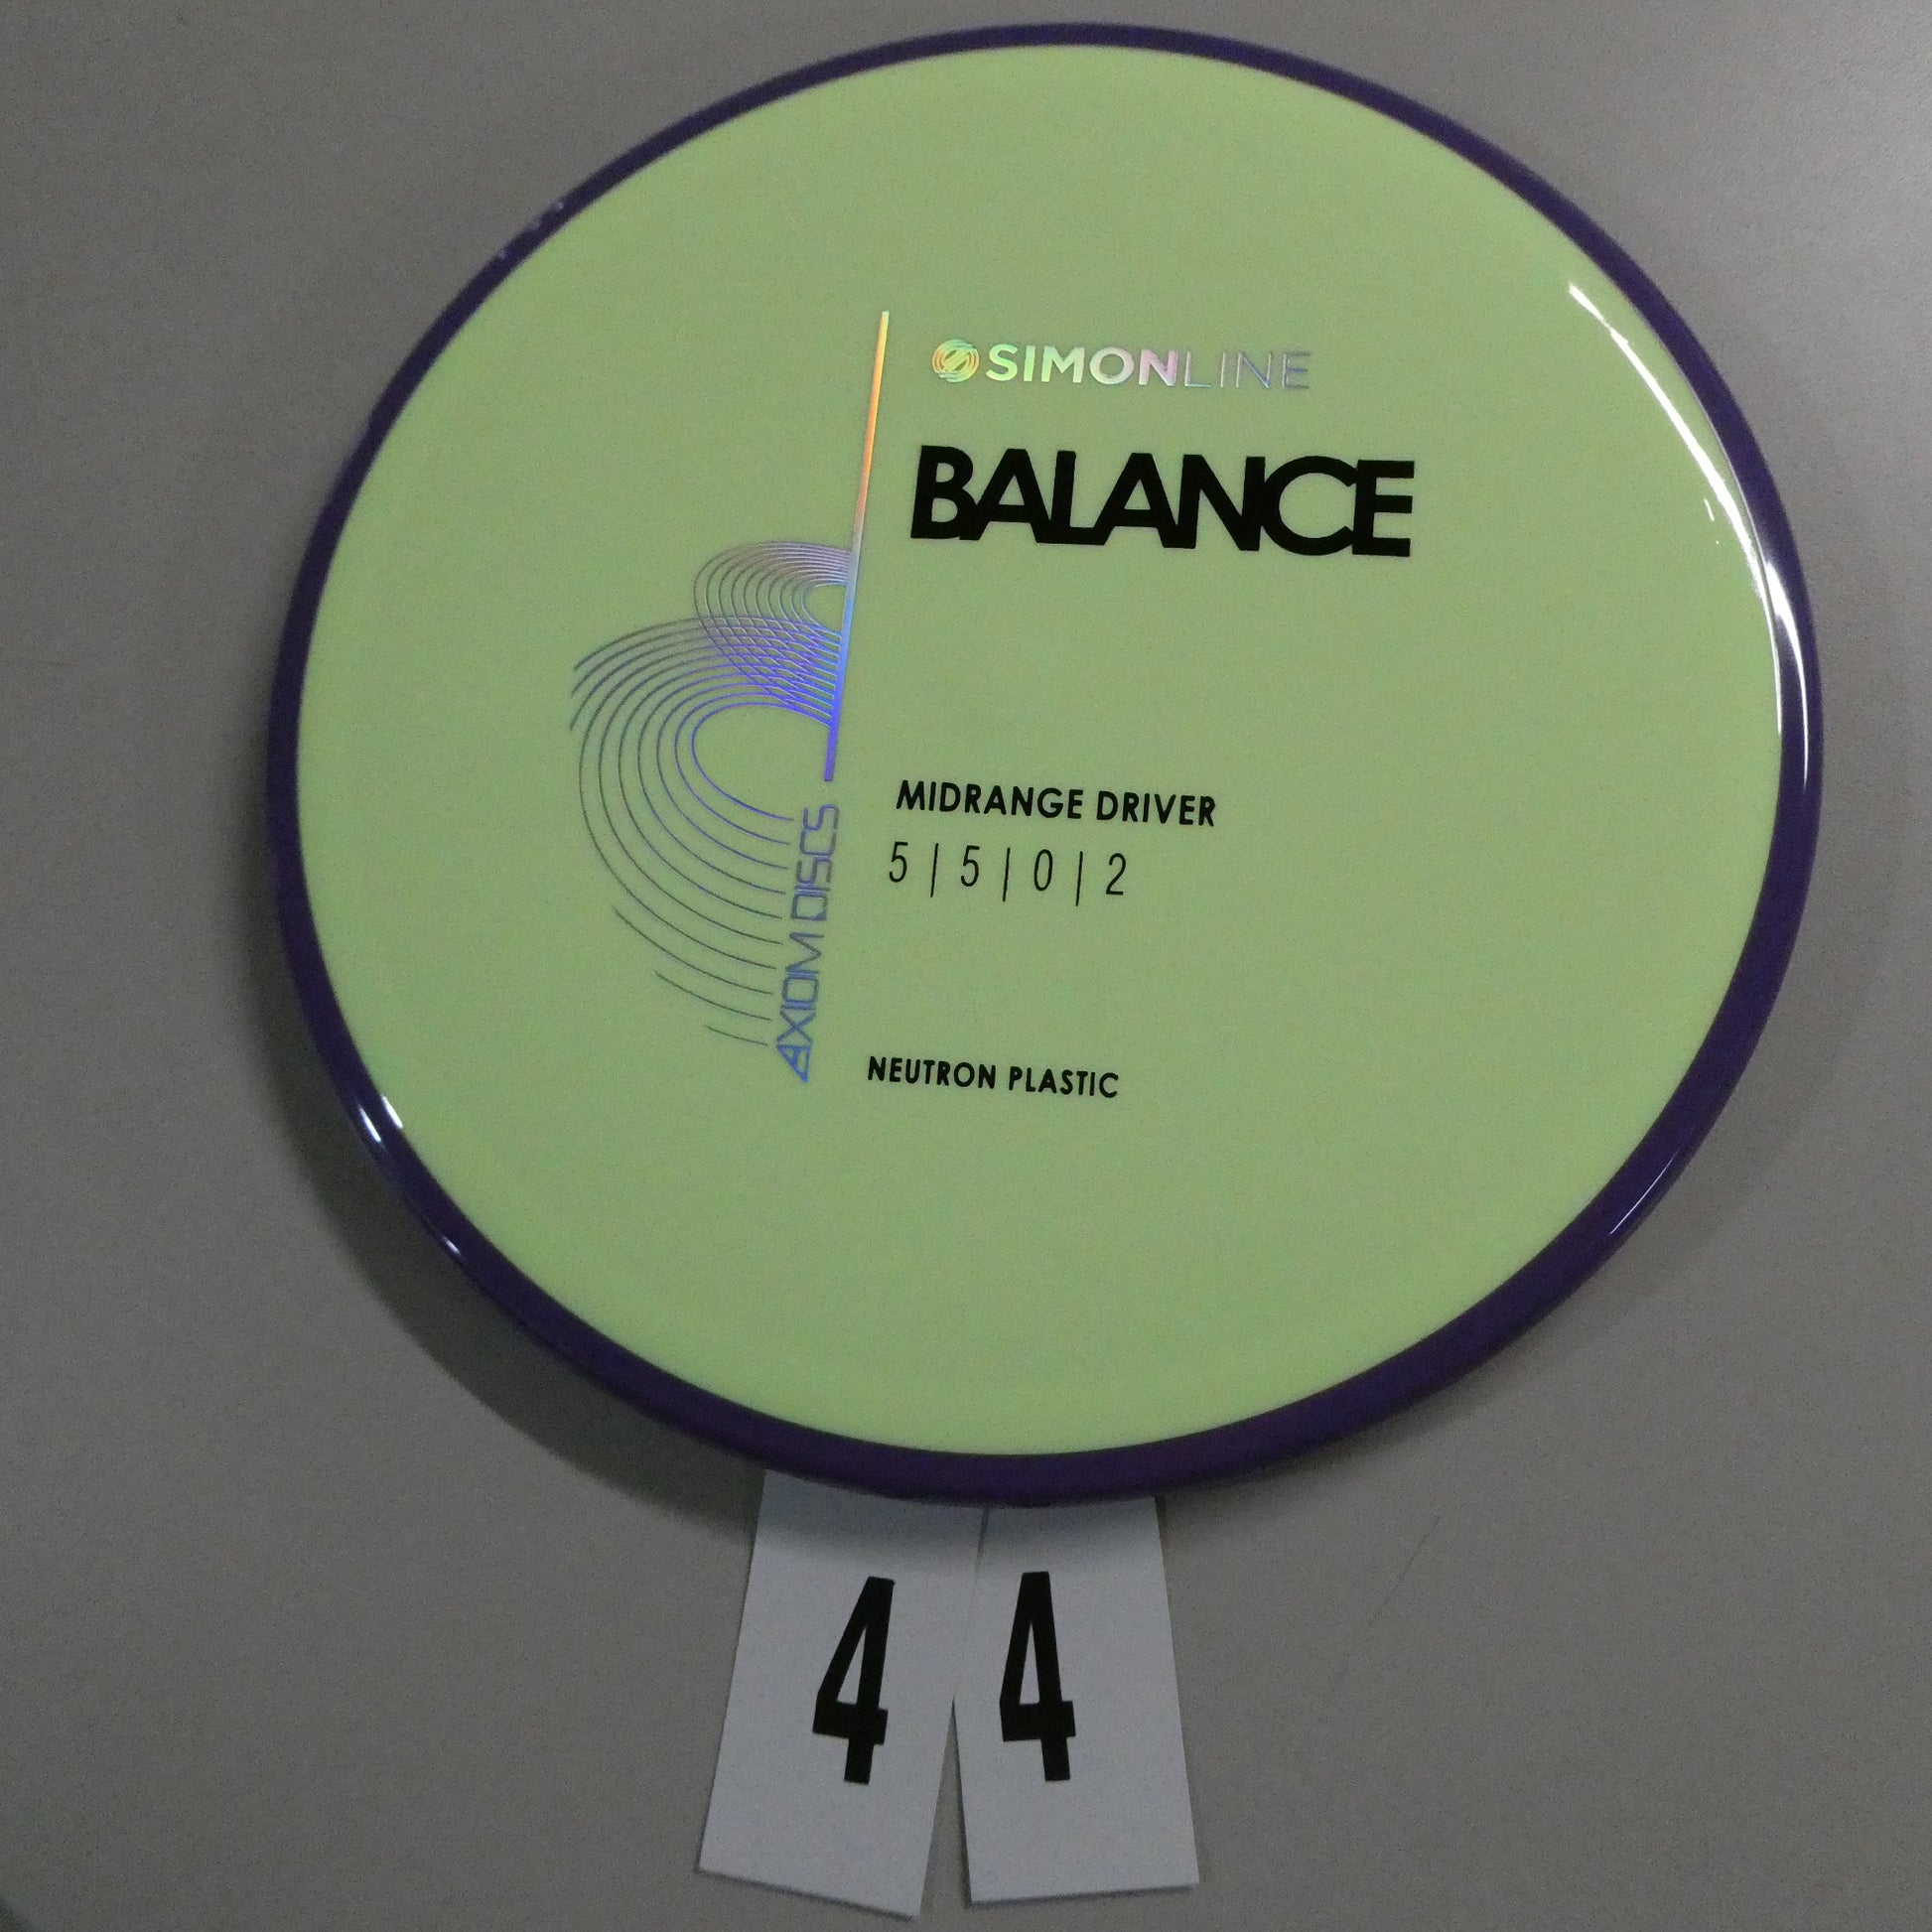 SIMONLINE
BALANCE
MIDRANGE DRIVER
5 | 5 | 0 | 2
AXIOM DISCS
NEUTRON PLASTIC
4 4